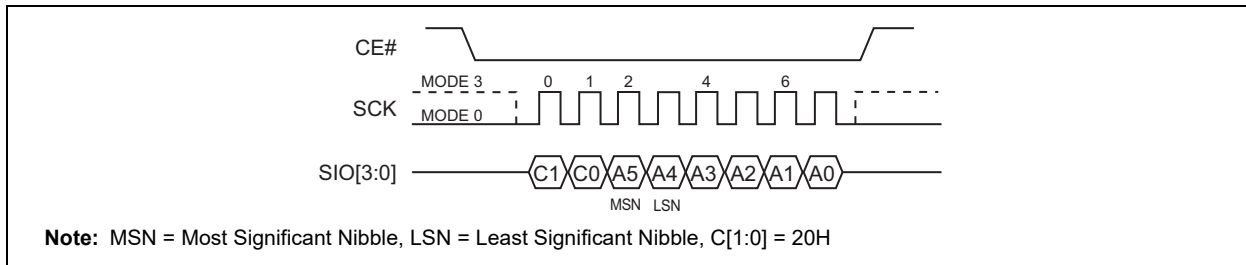 CE#
MODE 3 0 1 2 4 6
SCK
MODE 0
SIO[3:0] C1 C0 A5 A4 A3 A2 A1 A0
MSN LSN
Note: MSN = Most Significant Nibble, LSN = Least Significant Nibble, C[1:0] = 20H